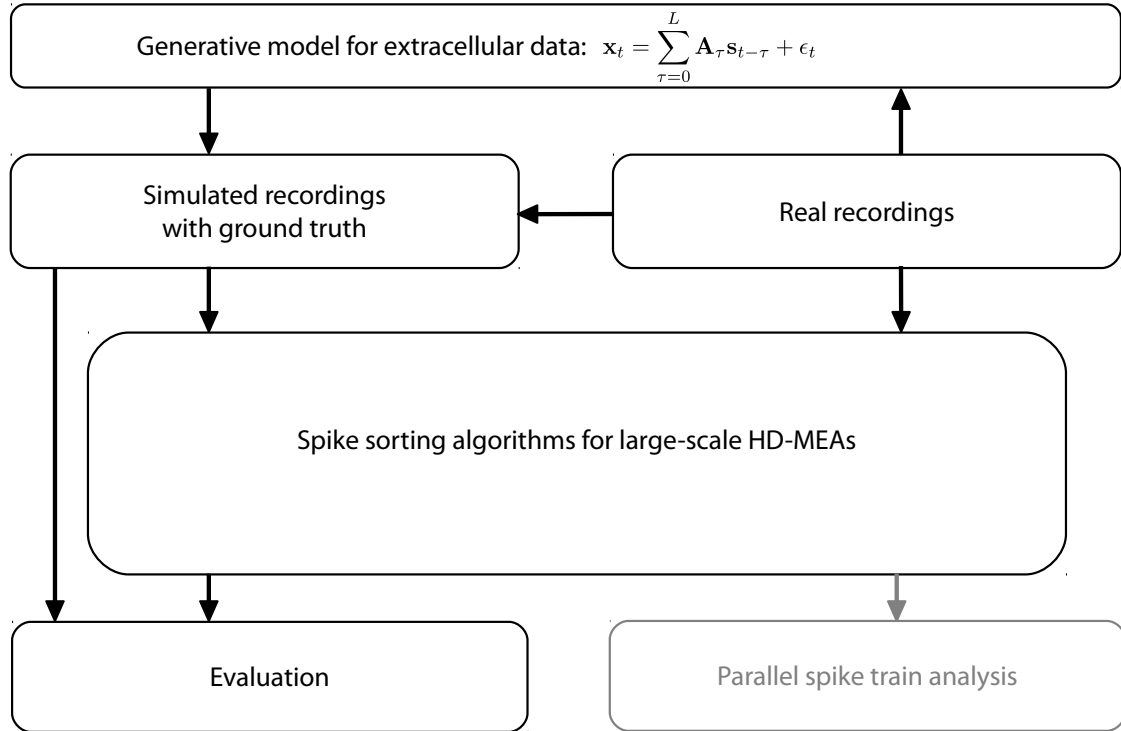 Generative model for extracellular data: $\mathbf{x}_t = \sum_{\tau=0}^{L} \mathbf{A}_\tau \mathbf{s}_{t-\tau} + \epsilon_t$
Simulated recordings
with ground truth
Real recordings
Spike sorting algorithms for large-scale HD-MEAs
Evaluation
Parallel spike train analysis